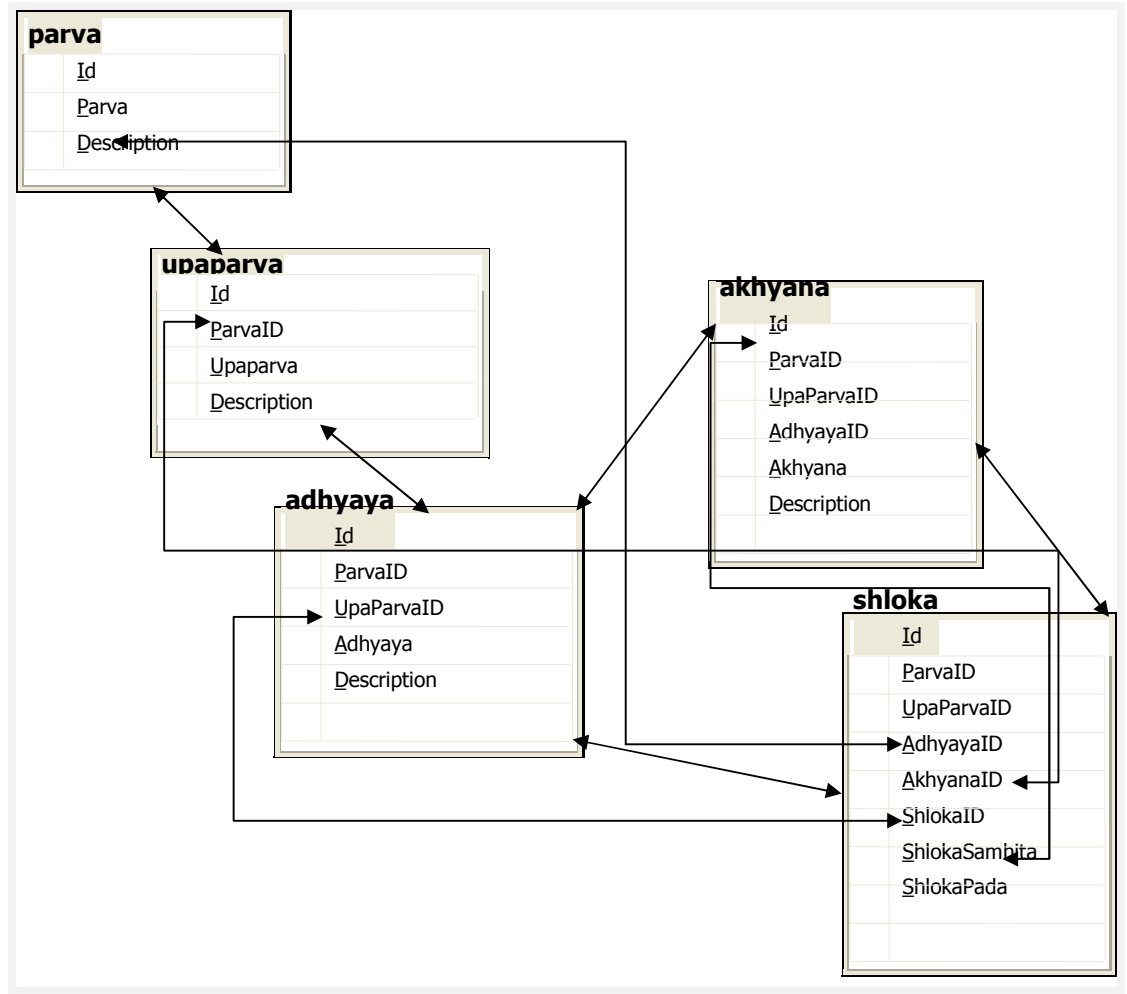 parva
Id
Parva
Description
upaparva
Id
ParvaID
Upaparva
Description
akhyana
Id
ParvaID
UpaParvaID
AdhyayaID
Akhyana
Description
adhyaya
Id
ParvaID
UpaParvaID
Adhyaya
Description
shloka
Id
ParvaID
UpaParvaID
AdhyayaID
AkhyanaID
ShlokaID
ShlokaSamhita
ShlokaPada